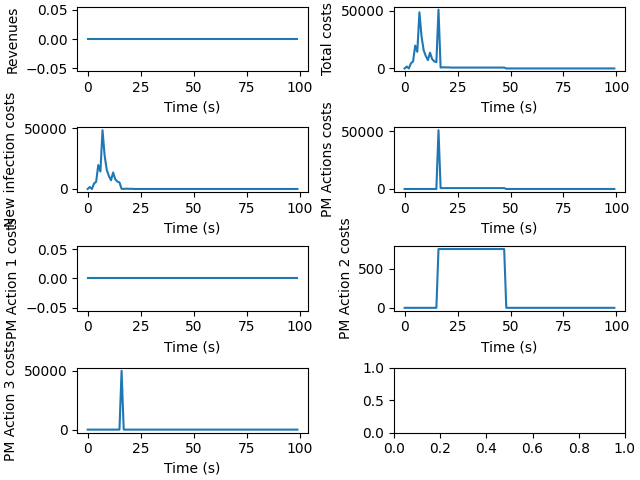 Revenues
0.05
0.00
−0.05
0 25 50 75 100
Time (s)
Total costs
50000
0
0 25 50 75 100
Time (s)
New infection costs
50000
0
0 25 50 75 100
Time (s)
PM Actions costs
50000
0
0 25 50 75 100
Time (s)
PM Action 1 costs
0.05
0.00
−0.05
0 25 50 75 100
Time (s)
PM Action 2 costs
500
0
0 25 50 75 100
Time (s)
PM Action 3 costs
50000
0
0 25 50 75 100
Time (s)
1.0
0.5
0.0
0.0 0.2 0.4 0.6 0.8 1.0